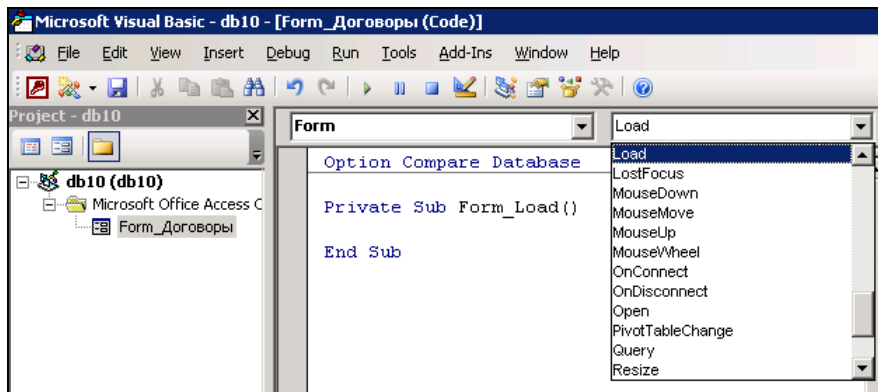 Microsoft Visual Basic - db10 - [Form_Договоры (Code)]
File Edit View Insert Debug Run Tools Add-Ins Window Help
Project - db10
Form
Load
db10 (db10)
Microsoft Office Access C
Form_Договоры
Option Compare Database
Private Sub Form_Load()
End Sub
Load
LostFocus
MouseDown
MouseMove
MouseUp
MouseWheel
OnConnect
OnDisconnect
Open
PivotTableChange
Query
Resize